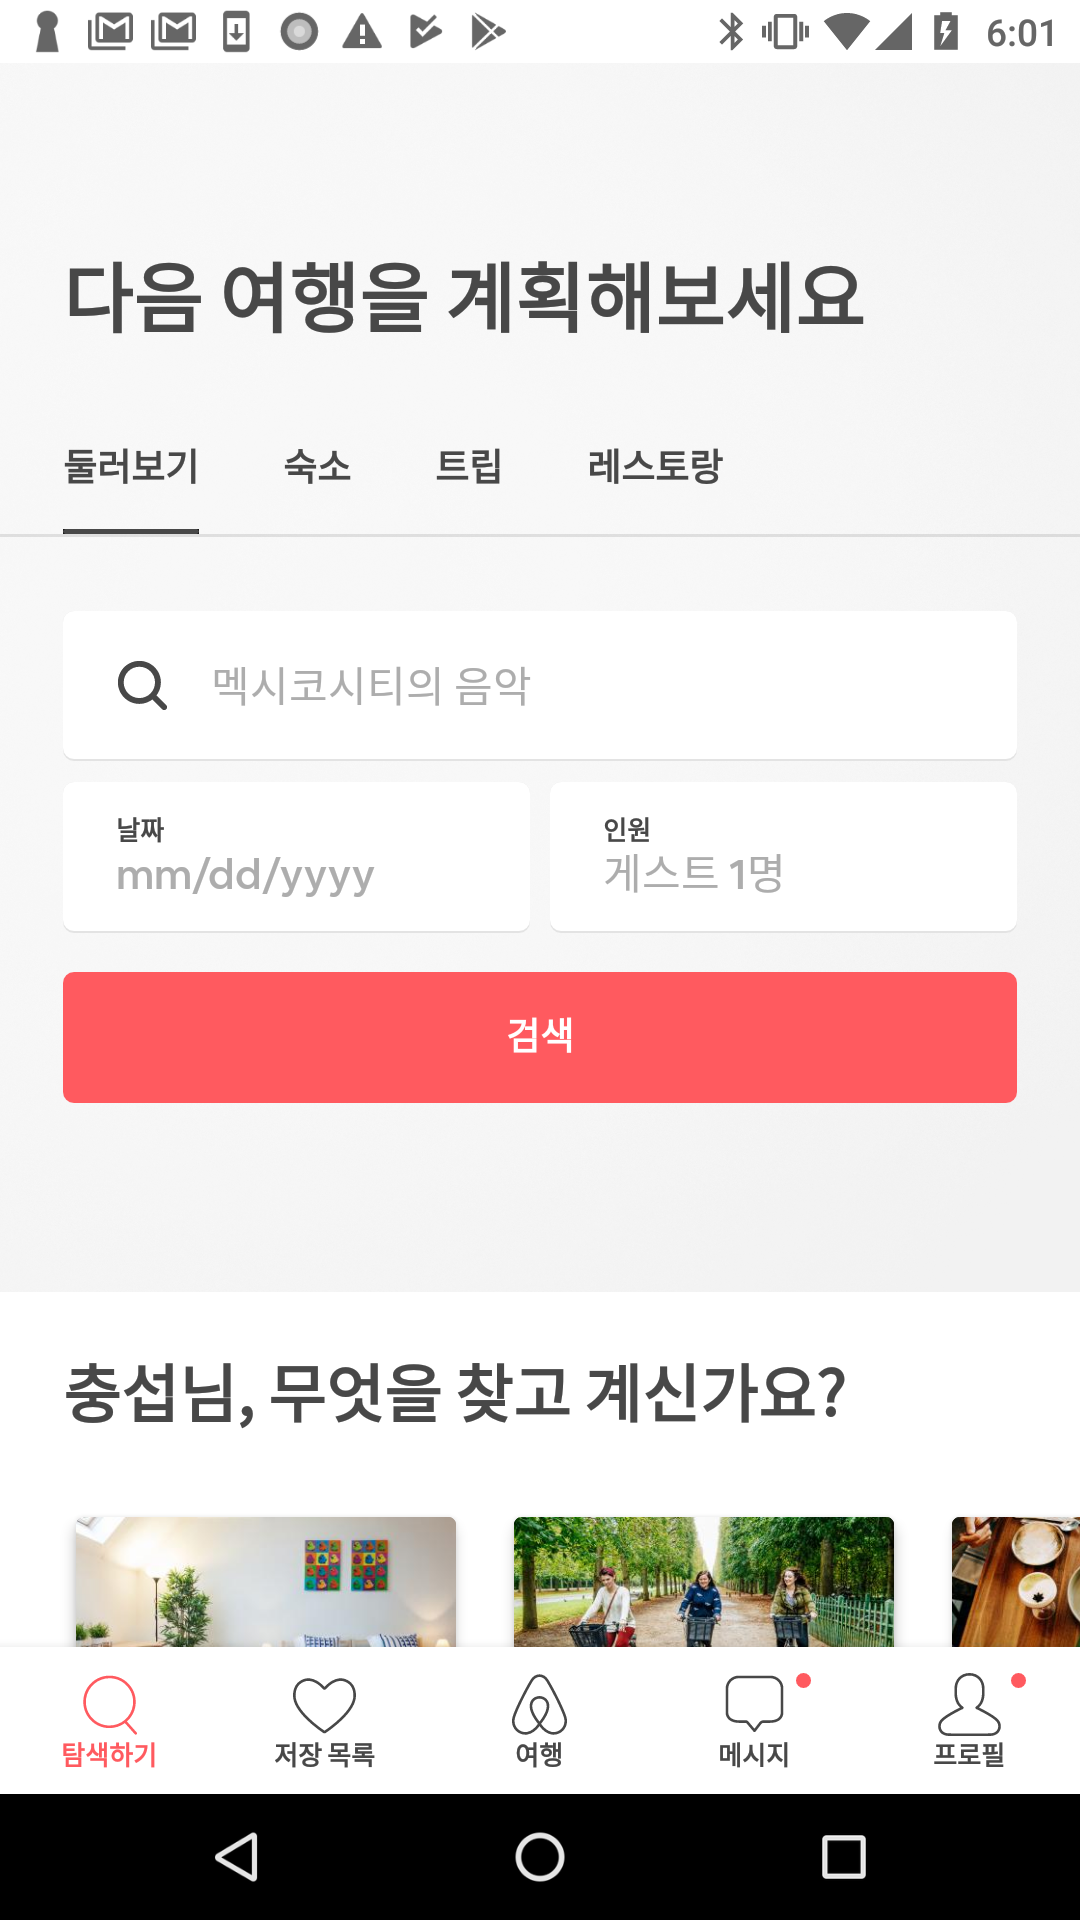 6:01
다음 여행을 계획해보세요
둘러보기 숙소 트립 레스토랑
멕시코시티의 음악
날짜 인원
mm/dd/yyyy 게스트 1명
검색
충섭님, 무엇을 찾고 계신가요?
탐색하기 저장 목록 여행 메시지 프로필